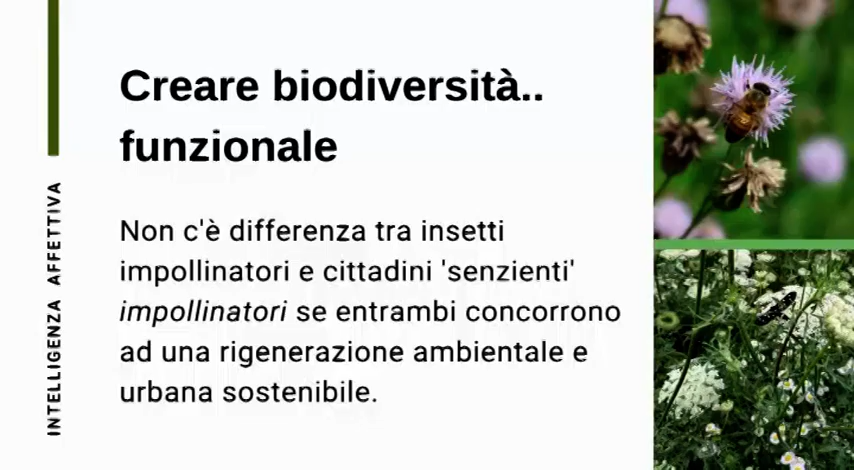 Creare biodiversità..
funzionale
Non c'è differenza tra insetti
impollinatori e cittadini 'senzienti'
impollinatori se entrambi concorrono
ad una rigenerazione ambientale e
urbana sostenibile.
INTELLIGENZA AFFETTIVA